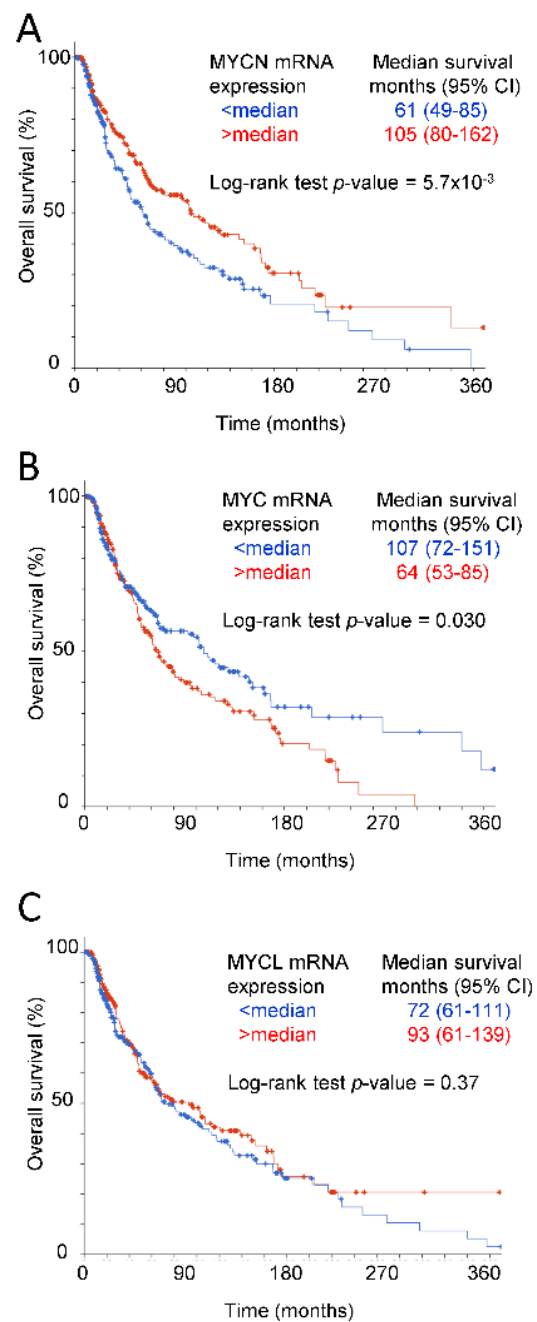 A
MYCN mRNA Median survival
expression months (95% CI)
<median 61 (49-85)
>median 105 (80-162)
Log-rank test p-value = 5.7x10⁻³
Overall survival (%)
100
50
0
0 90 180 270 360
Time (months)
B
MYC mRNA Median survival
expression months (95% CI)
<median 107 (72-151)
>median 64 (53-85)
Log-rank test p-value = 0.030
Overall survival (%)
100
50
0
0 90 180 270 360
Time (months)
C
MYCL mRNA Median survival
expression months (95% CI)
<median 72 (61-111)
>median 93 (61-139)
Log-rank test p-value = 0.37
Overall survival (%)
100
50
0
0 90 180 270 360
Time (months)